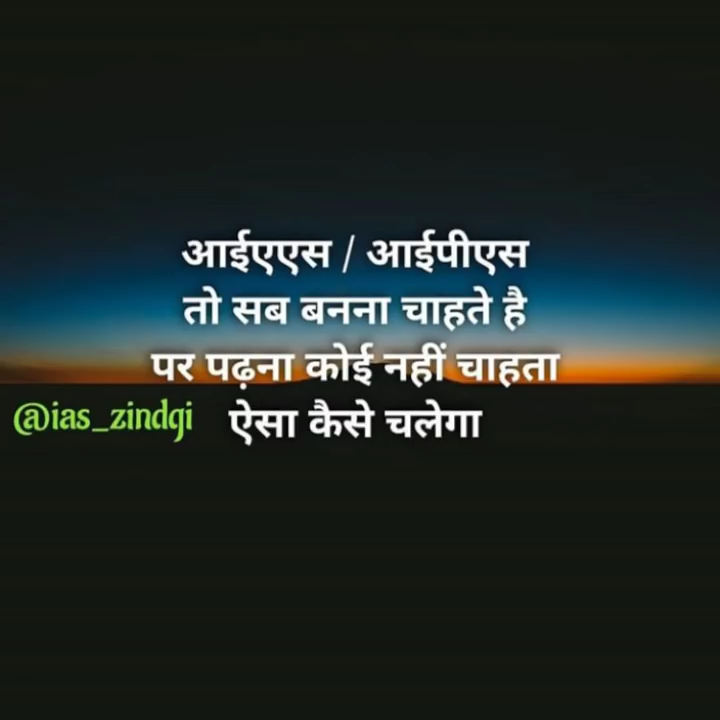 आईएएस / आईपीएस
तो सब बनना चाहते है
पर पढ़ना कोई नहीं चाहता
@ias_zindgi ऐसा कैसे चलेगा